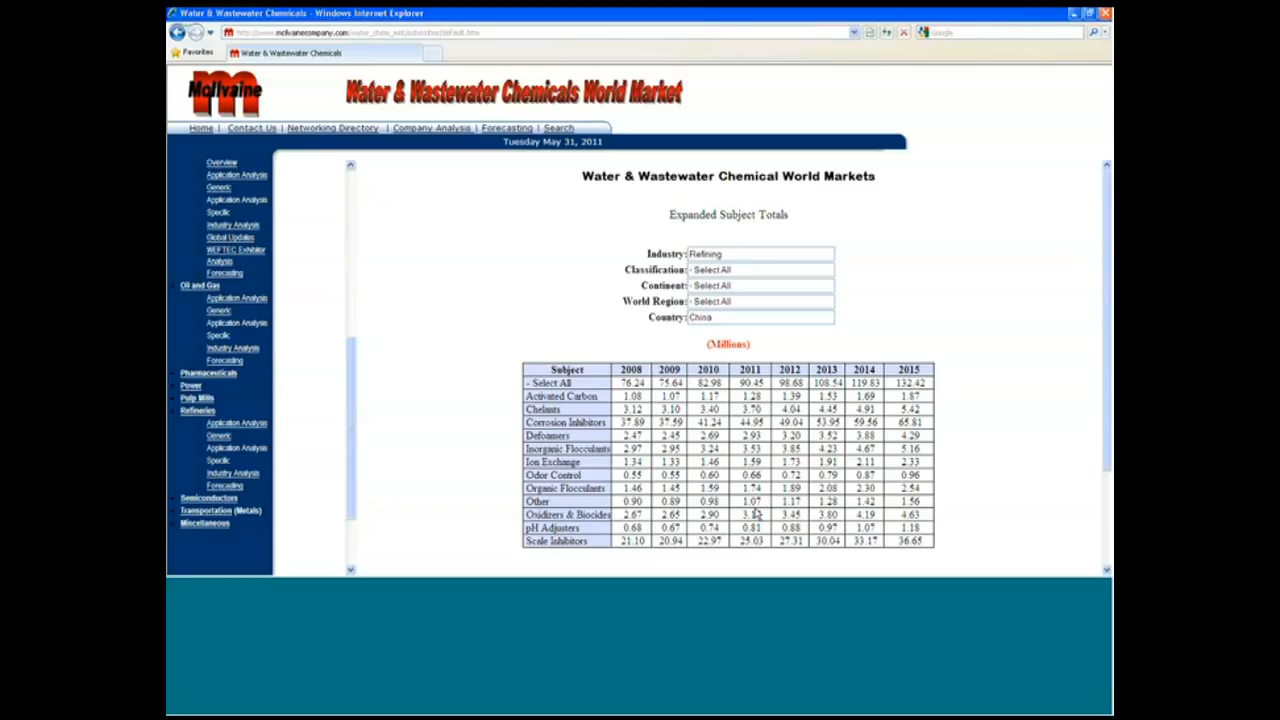 Water & Wastewater Chemicals - Windows Internet Explorer
Favorites
Water & Wastewater Chemicals
Google
McIlvaine
Water & Wastewater Chemicals World Market
Home | Contact Us | Networking Directory | Company Analysis | Forecasting | Search
Tuesday May 31, 2011
Overview
Application Analysis
Generic
Application Analysis
Specific
Industry Analysis
Global Updates
WEFTEC Exhibitor
Analysis
Forecasting
Oil and Gas
Application Analysis
Generic
Application Analysis
Specific
Industry Analysis
Forecasting
Pharmaceuticals
Power
Pulp Mills
Refineries
Application Analysis
Generic
Application Analysis
Specific
Industry Analysis
Forecasting
Semiconductors
Transportation (Metals)
Miscellaneous
Water & Wastewater Chemical World Markets
Expanded Subject Totals
Industry: Refining
Classification: - Select All
Continent: - Select All
World Region: - Select All
Country: China
(Millions)
Subject 2008 2009 2010 2011 2012 2013 2014 2015
- Select All 76.24 75.64 82.98 90.45 98.68 108.54 119.83 132.42
Activated Carbon 1.08 1.07 1.17 1.28 1.39 1.53 1.69 1.87
Chelants 3.12 3.10 3.40 3.70 4.04 4.45 4.91 5.42
Corrosion Inhibitors 37.89 37.59 41.24 44.95 49.04 53.95 59.56 65.81
Defoamers 2.47 2.45 2.69 2.93 3.20 3.52 3.88 4.29
Inorganic Flocculants 2.97 2.95 3.24 3.53 3.85 4.23 4.67 5.16
Ion Exchange 1.34 1.33 1.46 1.59 1.73 1.91 2.11 2.33
Odor Control 0.55 0.55 0.60 0.66 0.72 0.79 0.87 0.96
Organic Flocculants 1.46 1.45 1.59 1.74 1.89 2.08 2.30 2.54
Other 0.90 0.89 0.98 1.07 1.17 1.28 1.42 1.56
Oxidizers & Biocides 2.67 2.65 2.90 3.45 3.80 4.19 4.63
pH Adjusters 0.68 0.67 0.74 0.81 0.88 0.97 1.07 1.18
Scale Inhibitors 21.10 20.94 22.97 25.03 27.31 30.04 33.17 36.65